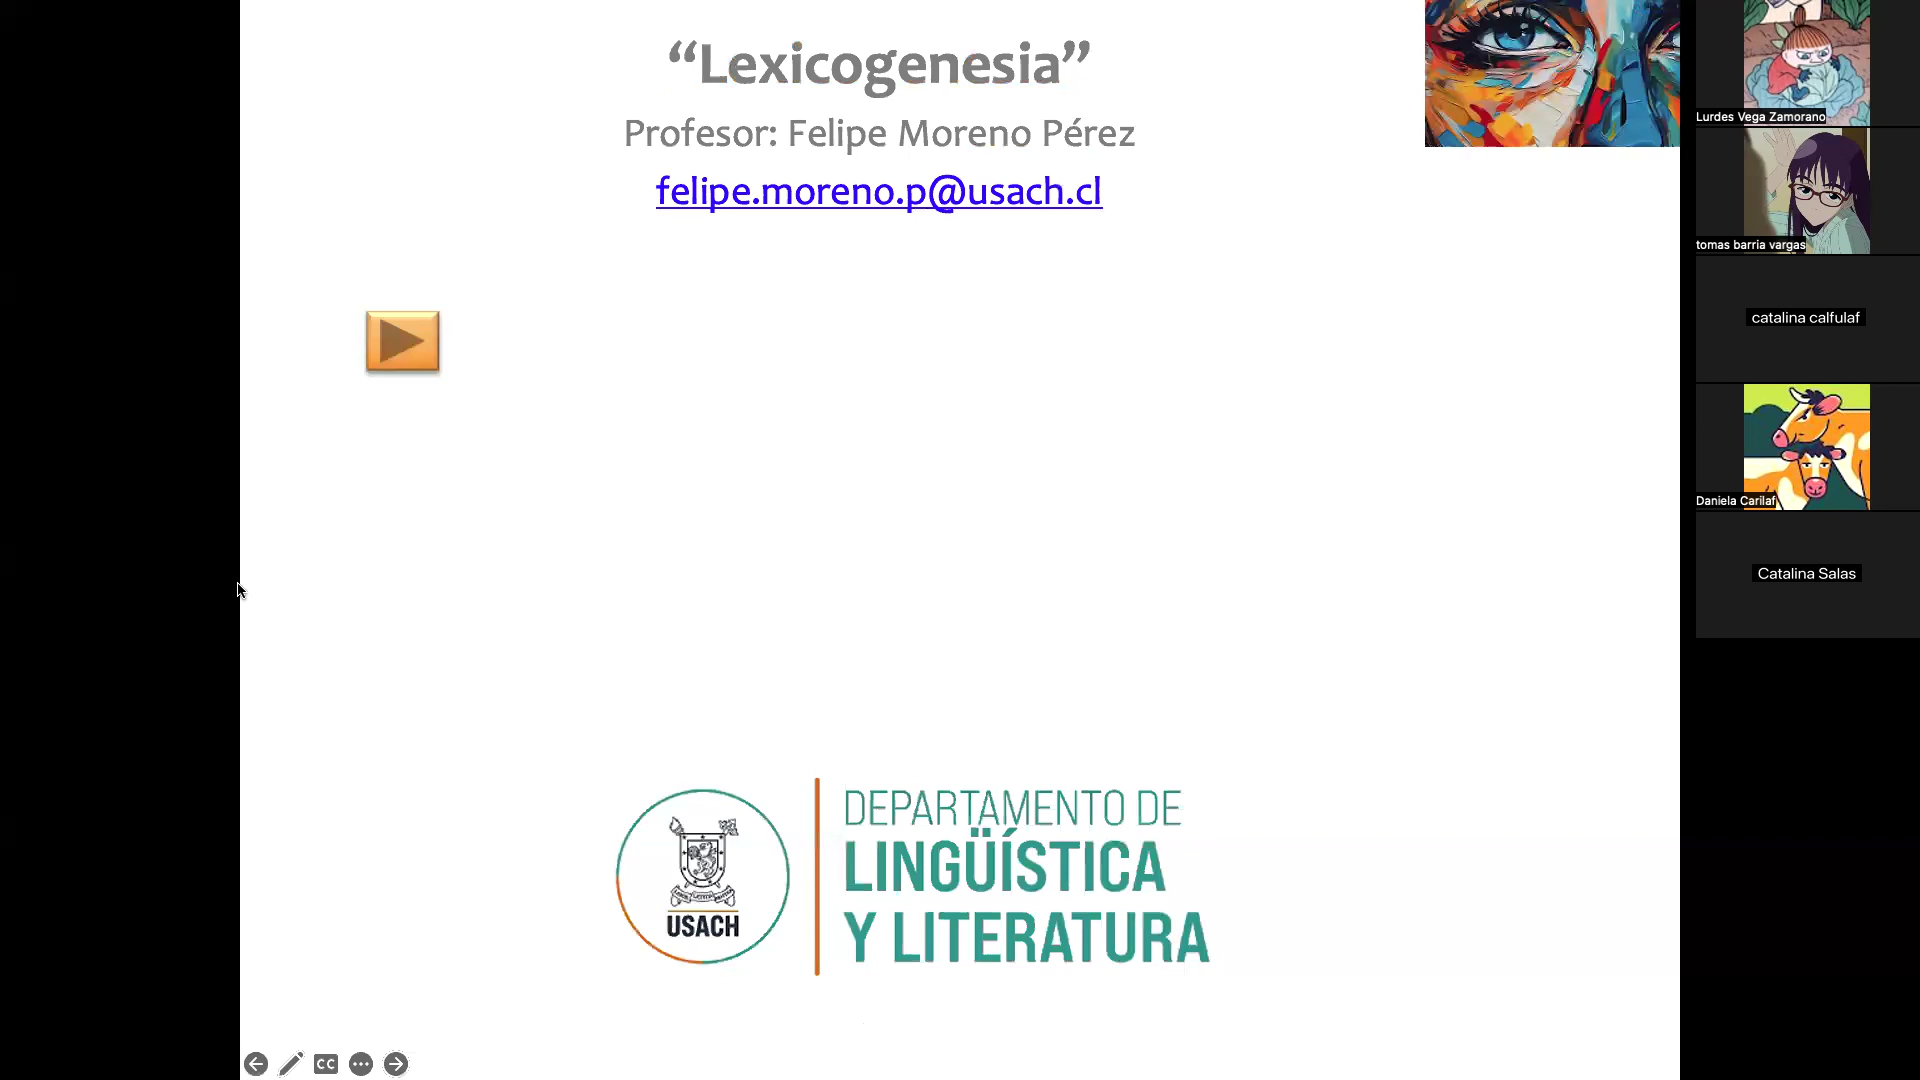 “Lexicogenesia”
Profesor: Felipe Moreno Pérez
felipe.moreno.p@usach.cl
DEPARTAMENTO DE
LINGÜÍSTICA
Y LITERATURA
USACH
Lurdes Vega Zamorano
tomas barria vargas
catalina calfulaf
Daniela Carilaf
Catalina Salas
CC